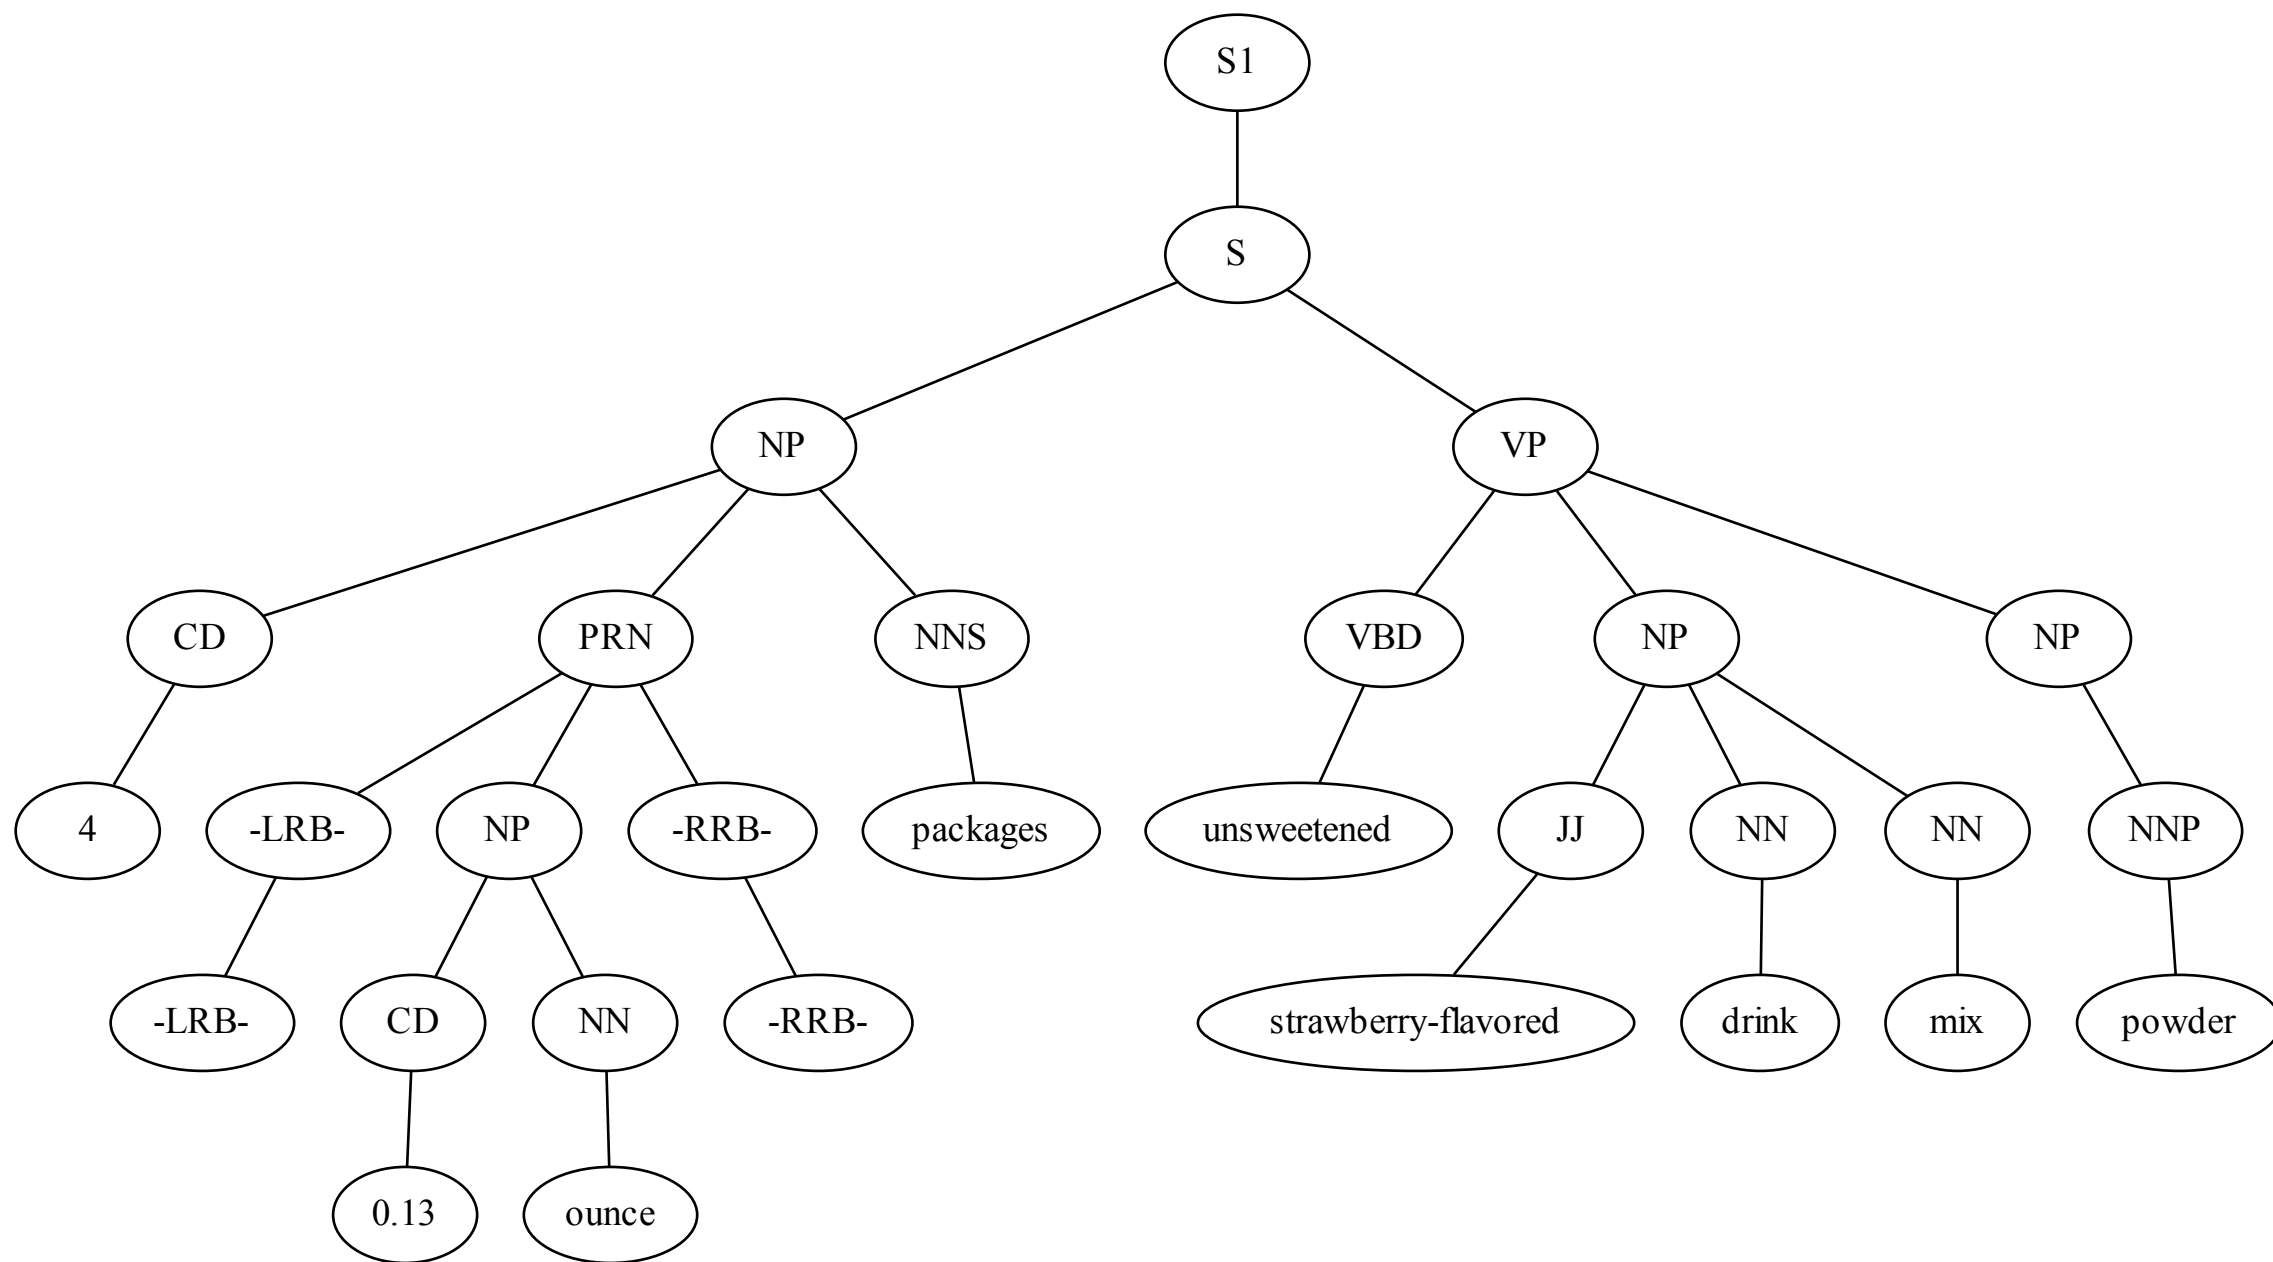 S1
S
NP VP
CD PRN NNS VBD NP NP
4 -LRB- NP -RRB- packages unsweetened JJ NN NN NNP
-LRB- CD NN -RRB- strawberry-flavored drink mix powder
0.13 ounce